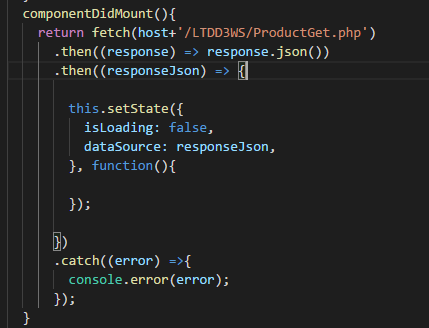 componentDidMount(){
return fetch(host+'/LTDD3WS/ProductGet.php')
.then((response) => response.json())
.then((responseJson) => {
this.setState({
isLoading: false,
dataSource: responseJson,
}, function(){
});
})
.catch((error) =>{
console.error(error);
});
}